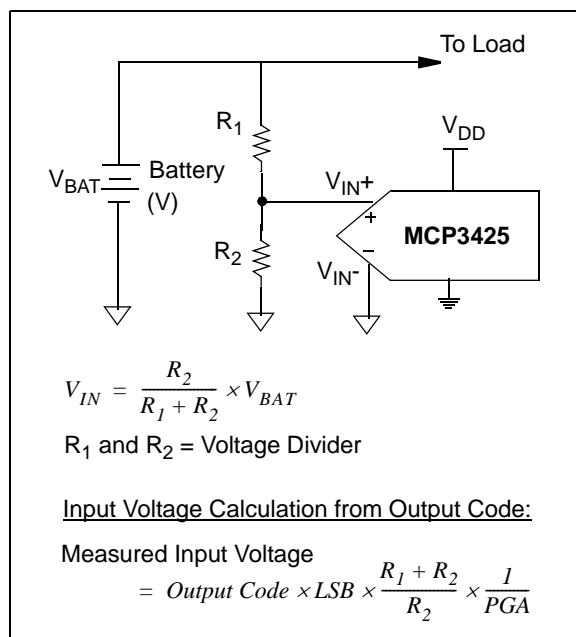 To Load
R1
VDD
VBAT
Battery
(V)
VIN+
+
MCP3425
R2
–
VIN-
VIN = R2 / R1 + R2 × VBAT
R1 and R2 = Voltage Divider
Input Voltage Calculation from Output Code:
Measured Input Voltage
= Output Code × LSB × R1 + R2 / R2 × 1 / PGA